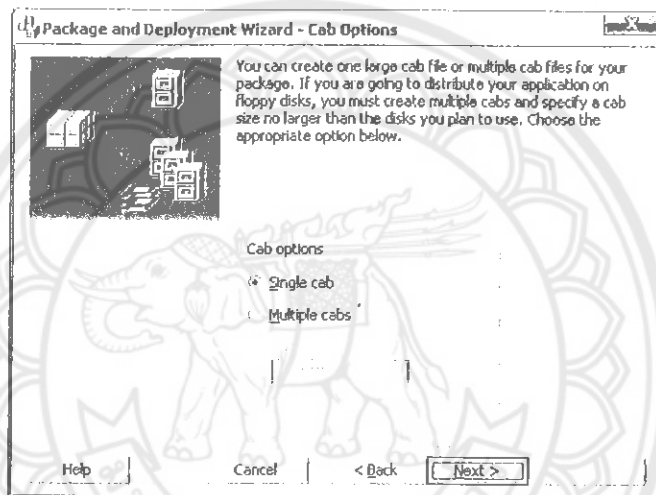 Package and Deployment Wizard - Cab Options
You can create one large cab file or multiple cab files for your
package. If you are going to distribute your application on
floppy disks, you must create multiple cabs and specify a cab
size no larger than the disks you plan to use. Choose the
appropriate option below.
Cab options
Single cab
Multiple cabs
Help
Cancel
< Back
Next >